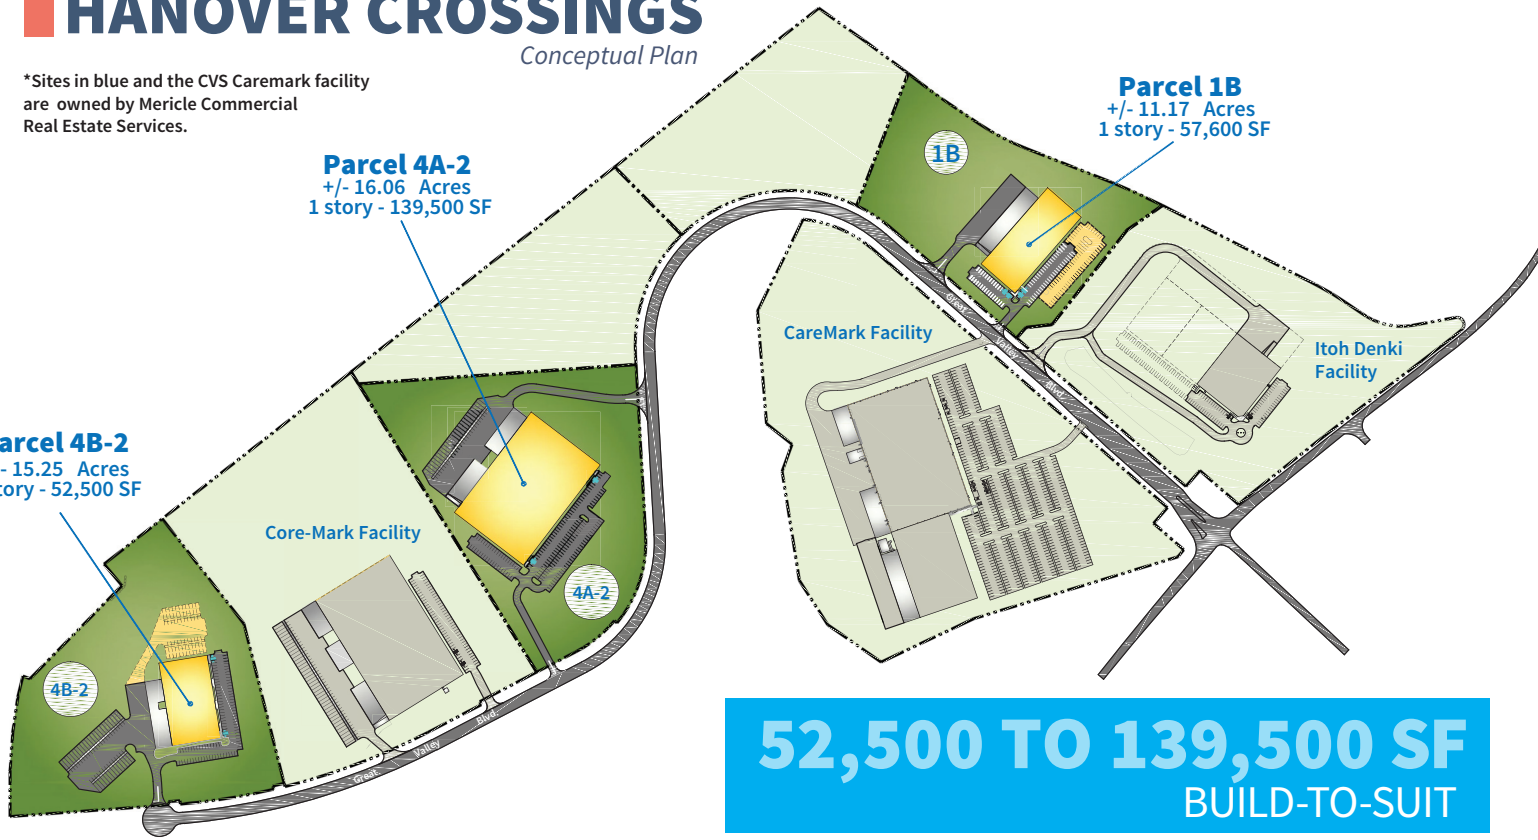 HANOVER CROSSINGS
Conceptual Plan
*Sites in blue and the CVS Caremark facility
are owned by Mericle Commercial
Real Estate Services.
Parcel 1B
+/- 11.17 Acres
1 story - 57,600 SF
1B
Parcel 4A-2
+/- 16.06 Acres
1 story - 139,500 SF
CareMark Facility
Itoh Denki
Facility
Great
Valley
Blvd.
arcel 4B-2
- 15.25 Acres
tory - 52,500 SF
Core-Mark Facility
4A-2
4B-2
Great Valley Blvd.
52,500 TO 139,500 SF
BUILD-TO-SUIT